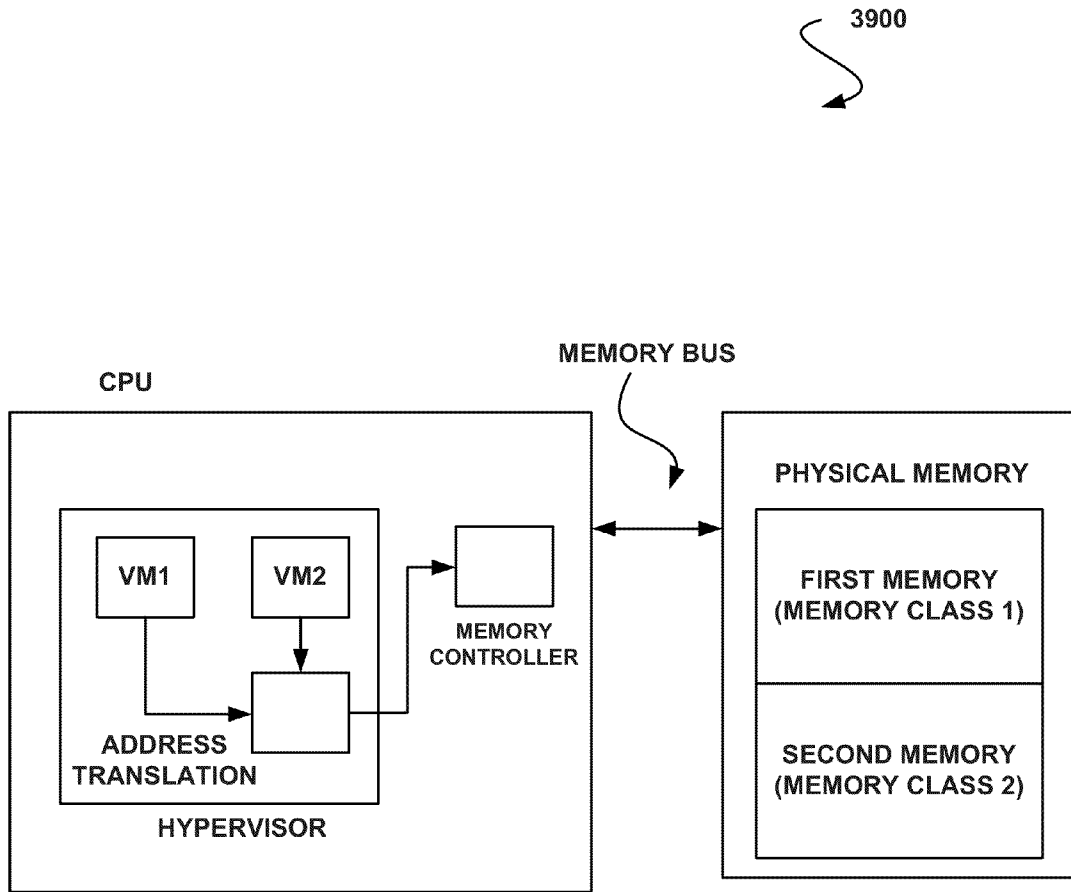 3900
MEMORY BUS
CPU
PHYSICAL MEMORY
VM1
VM2
FIRST MEMORY
(MEMORY CLASS 1)
MEMORY
CONTROLLER
ADDRESS
TRANSLATION
SECOND MEMORY
(MEMORY CLASS 2)
HYPERVISOR